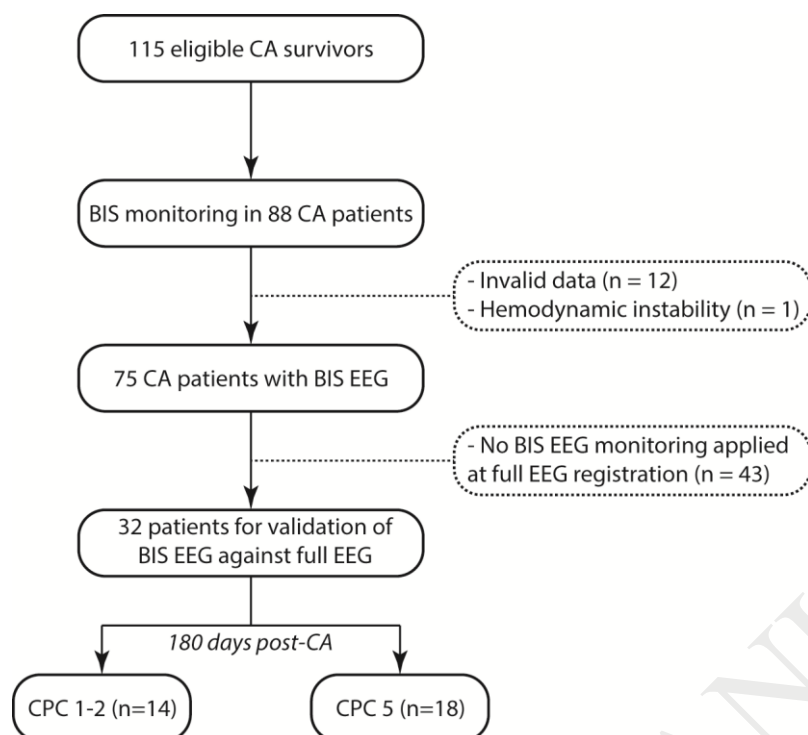 115 eligible CA survivors
BIS monitoring in 88 CA patients
- Invalid data (n = 12)
- Hemodynamic instability (n = 1)
75 CA patients with BIS EEG
- No BIS EEG monitoring applied
at full EEG registration (n = 43)
32 patients for validation of
BIS EEG against full EEG
180 days post-CA
CPC 1-2 (n=14)
CPC 5 (n=18)